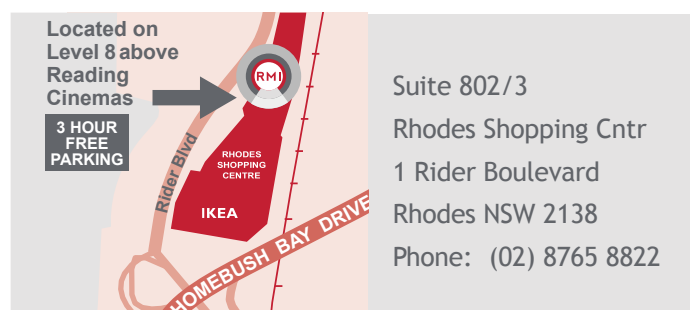 Located on
Level 8 above
Reading
Cinemas
3 HOUR
FREE
PARKING
RMI
Rider Blvd
RHODES
SHOPPING
CENTRE
IKEA
HOMEBUSH BAY DRIVE
Suite 802/3
Rhodes Shopping Cntr
1 Rider Boulevard
Rhodes NSW 2138
Phone: (02) 8765 8822